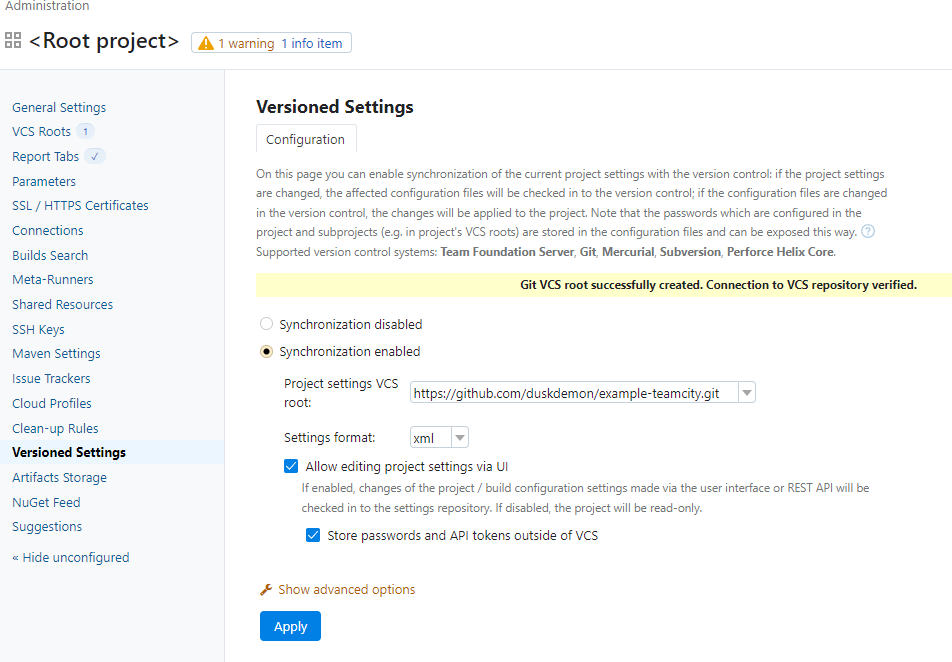 Administration
<Root project>
1 warning 1 info item
General Settings
VCS Roots 1
Report Tabs ✓
Parameters
SSL / HTTPS Certificates
Connections
Builds Search
Meta-Runners
Shared Resources
SSH Keys
Maven Settings
Issue Trackers
Cloud Profiles
Clean-up Rules
Versioned Settings
Artifacts Storage
NuGet Feed
Suggestions
« Hide unconfigured
Versioned Settings
Configuration
On this page you can enable synchronization of the current project settings with the version control: if the project settings
are changed, the affected configuration files will be checked in to the version control; if the configuration files are changed
in the version control, the changes will be applied to the project. Note that the passwords which are configured in the
project and subprojects (e.g. in project's VCS roots) are stored in the configuration files and can be exposed this way. ?
Supported version control systems: Team Foundation Server, Git, Mercurial, Subversion, Perforce Helix Core.
Git VCS root successfully created. Connection to VCS repository verified.
Synchronization disabled
Synchronization enabled
Project settings VCS
root:
https://github.com/duskdemon/example-teamcity.git
Settings format:
xml
Allow editing project settings via UI
If enabled, changes of the project / build configuration settings made via the user interface or REST API will be
checked in to the settings repository. If disabled, the project will be read-only.
Store passwords and API tokens outside of VCS
Show advanced options
Apply